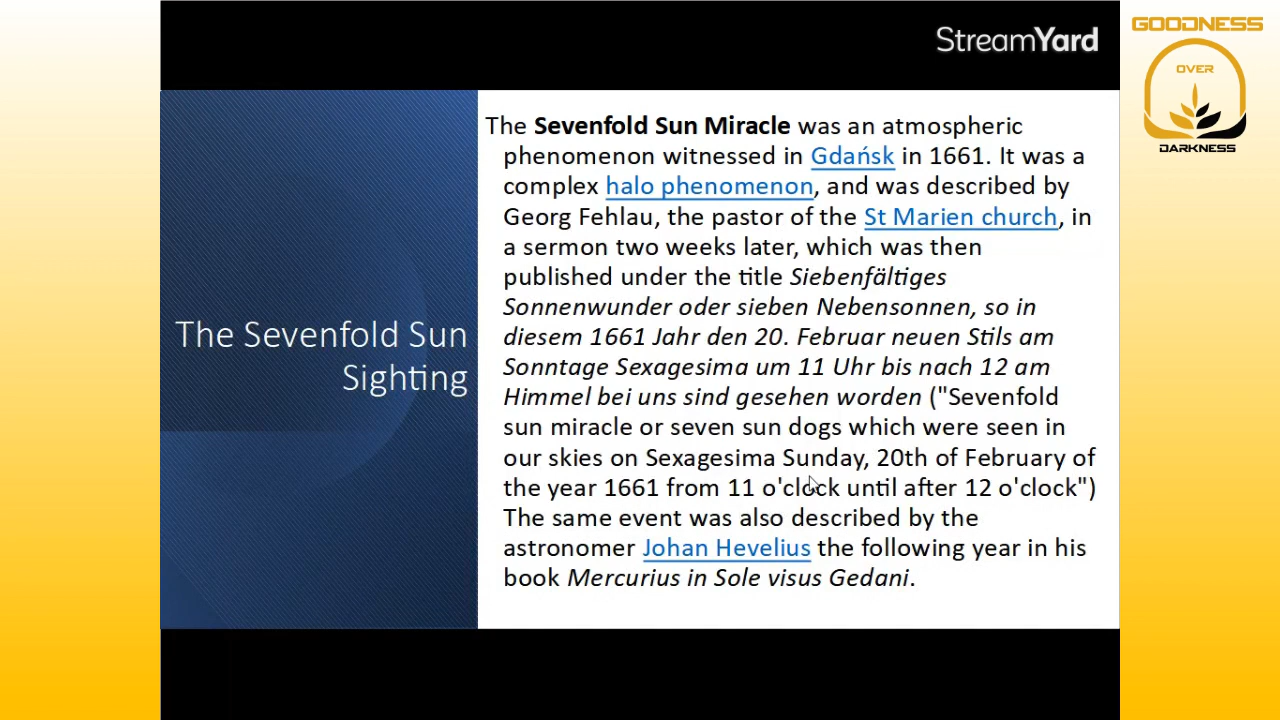 StreamYard
GOODNESS
OVER
DARKNESS
The Sevenfold Sun
Sighting
The Sevenfold Sun Miracle was an atmospheric
phenomenon witnessed in Gdańsk in 1661. It was a
complex halo phenomenon, and was described by
Georg Fehlau, the pastor of the St Marien church, in
a sermon two weeks later, which was then
published under the title Siebenfältiges
Sonnenwunder oder sieben Nebensonnen, so in
diesem 1661 Jahr den 20. Februar neuen Stils am
Sonntage Sexagesima um 11 Uhr bis nach 12 am
Himmel bei uns sind gesehen worden ("Sevenfold
sun miracle or seven sun dogs which were seen in
our skies on Sexagesima Sunday, 20th of February of
the year 1661 from 11 o'clock until after 12 o'clock")
The same event was also described by the
astronomer Johan Hevelius the following year in his
book Mercurius in Sole visus Gedani.